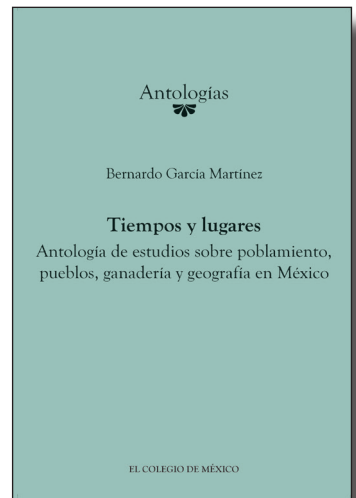 Antologías
Bernardo García Martínez
Tiempos y lugares
Antología de estudios sobre poblamiento,
pueblos, ganadería y geografía en México
EL COLEGIO DE MÉXICO